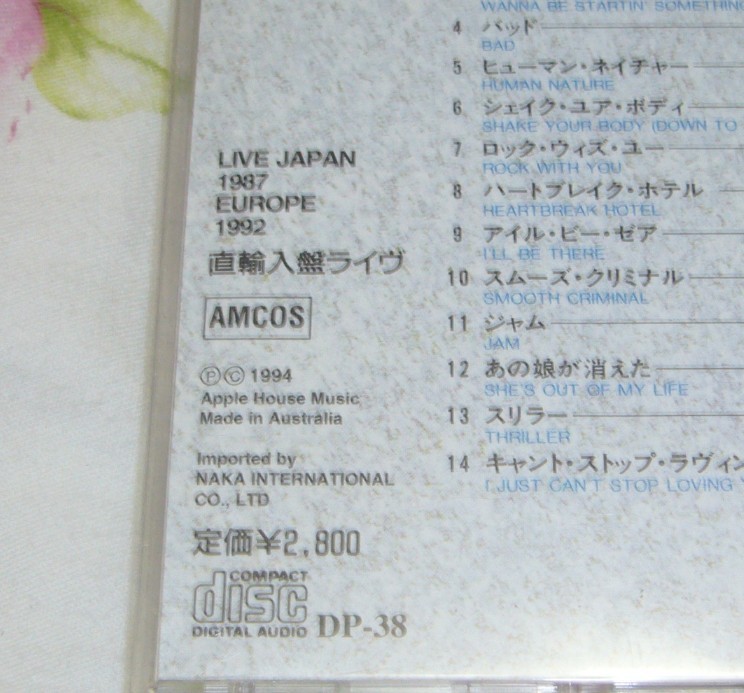 WANNA BE STARTIN' SOMETHING
4 バッド
BAD
5 ヒューマン・ネイチャー
HUMAN NATURE
6 シェイク・ユア・ボディ
SHAKE YOUR BODY (DOWN TO
7 ロック・ウィズ・ユー
ROCK WITH YOU
8 ハートブレイク・ホテル
HEARTBREAK HOTEL
9 アイル・ビー・ゼア
I'LL BE THERE
10 スムーズ・クリミナル
SMOOTH CRIMINAL
11 ジャム
JAM
12 あの娘が消えた
SHE'S OUT OF MY LIFE
13 スリラー
THRILLER
14 キャント・ストップ・ラヴィン
I JUST CAN'T STOP LOVING
LIVE JAPAN
1987
EUROPE
1992
直輸入盤ライヴ
AMCOS
ⓅⒸ 1994
Apple House Music
Made in Australia
Imported by
NAKA INTERNATIONAL
CO., LTD
定価¥2,800
COMPACT
disc
DIGITAL AUDIO
DP-38